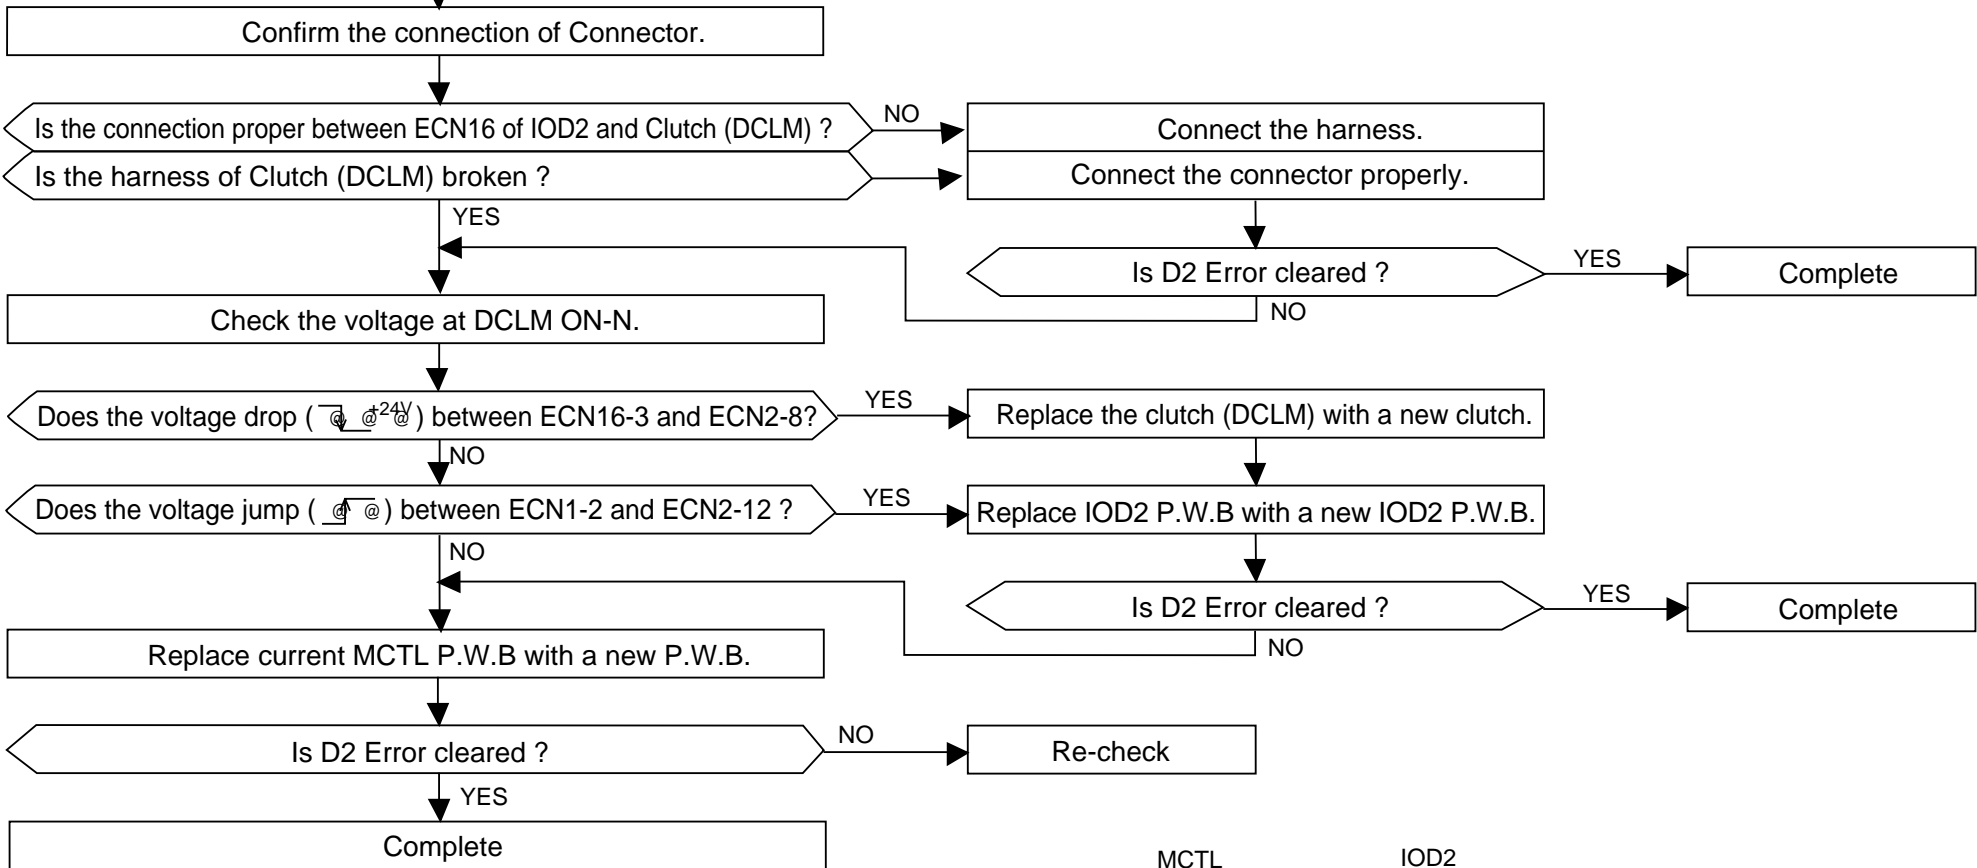 Confirm the connection of Connector.
Is the connection proper between ECN16 of IOD2 and Clutch (DCLM) ?
NO
Connect the harness.
Is the harness of Clutch (DCLM) broken ?
Connect the connector properly.
YES
Is D2 Error cleared ?
YES
Complete
NO
Check the voltage at DCLM ON-N.
Does the voltage drop ( @ @ +24V @ ) between ECN16-3 and ECN2-8?
YES
Replace the clutch (DCLM) with a new clutch.
NO
Does the voltage jump ( @ @ ) between ECN1-2 and ECN2-12 ?
YES
Replace IOD2 P.W.B with a new IOD2 P.W.B.
NO
Is D2 Error cleared ?
YES
Complete
NO
Replace current MCTL P.W.B with a new P.W.B.
Is D2 Error cleared ?
NO
Re-check
YES
Complete
MCTL
IOD2